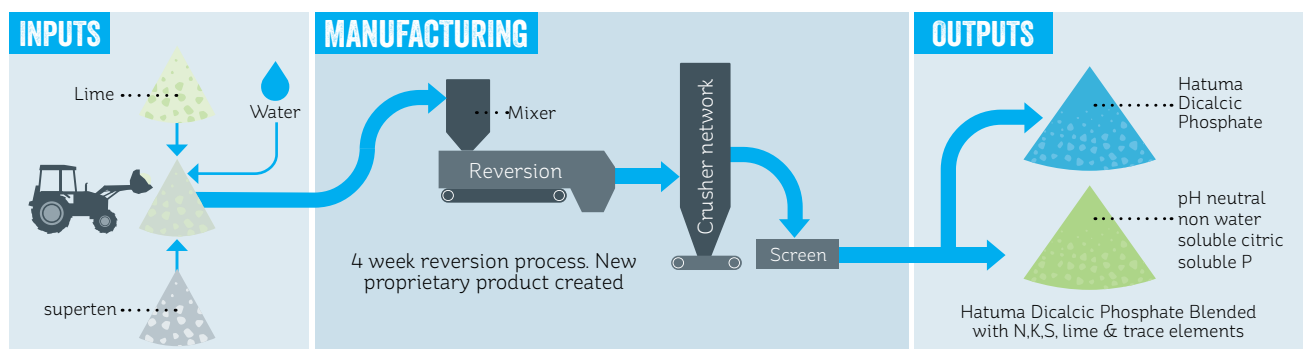 INPUTS
Lime
Water
superten
MANUFACTURING
Mixer
Reversion
Crusher network
Screen
4 week reversion process. New
proprietary product created
OUTPUTS
Hatuma
Dicalcic
Phosphate
pH neutral
non water
soluble citric
soluble P
Hatuma Dicalcic Phosphate Blended
with N,K,S, lime & trace elements